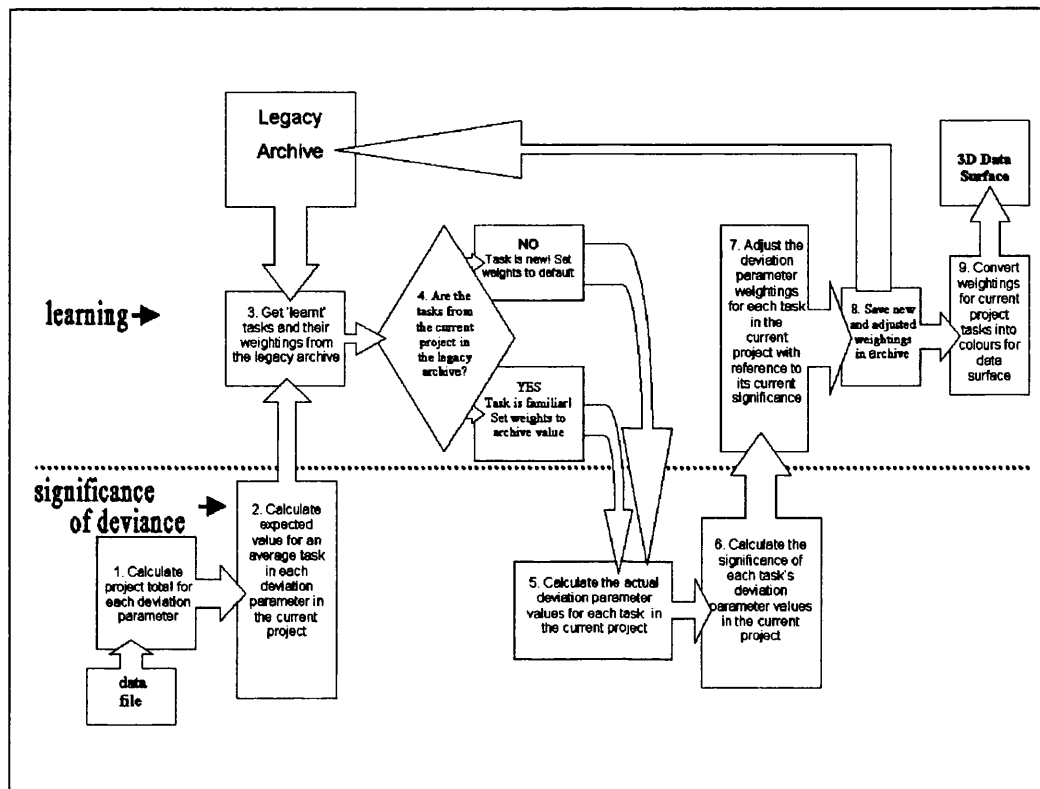 Legacy
Archive
3D Data
Surface
NO
Task is new! Set
weights to default
7. Adjust the
deviation
parameter
weightings
for each task
in the
current
project with
reference to
its current
significance
9. Convert
weightings
for current
project
tasks into
colours for
data
surface
learning
3. Get 'learnt'
tasks and their
weightings from
the legacy archive
4. Are the
tasks from
the current
project in
the legacy
archive?
8. Save new
and adjusted
weightings
in archive
YES
Task is familiar!
Set weights to
archive value
significance
of deviance
2. Calculate
expected
value for an
average task
in each
deviation
parameter in
the current
project
1. Calculate
project total for
each deviation
parameter
data
file
5. Calculate the actual
deviation parameter
values for each task in
the current project
6. Calculate the
significance of
each task's
deviation
parameter values
in the current
project